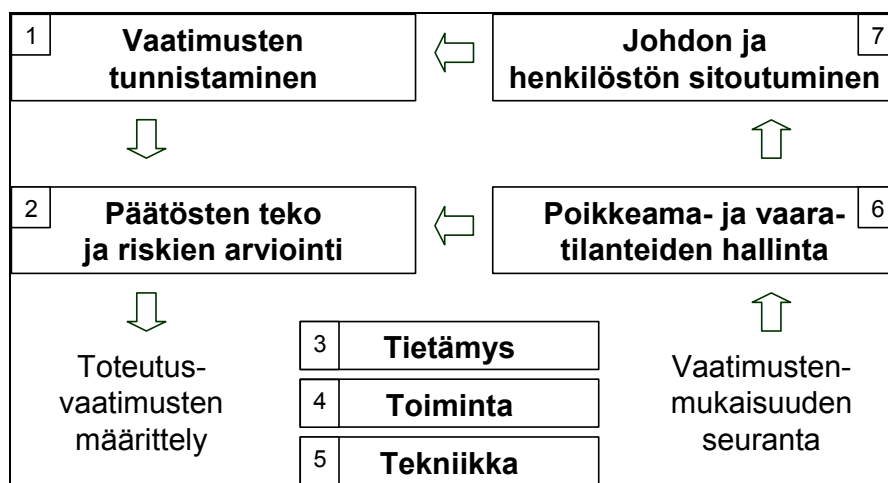 1
Vaatimusten
tunnistaminen
Johdon ja
henkilöstön sitoutuminen
7
2
Päätösten teko
ja riskien arviointi
Poikkeama- ja vaara-
tilanteiden hallinta
6
Toteutus-
vaatimusten
määrittely
3
Tietämys
4
Toiminta
5
Tekniikka
Vaatimusten-
mukaisuuden
seuranta